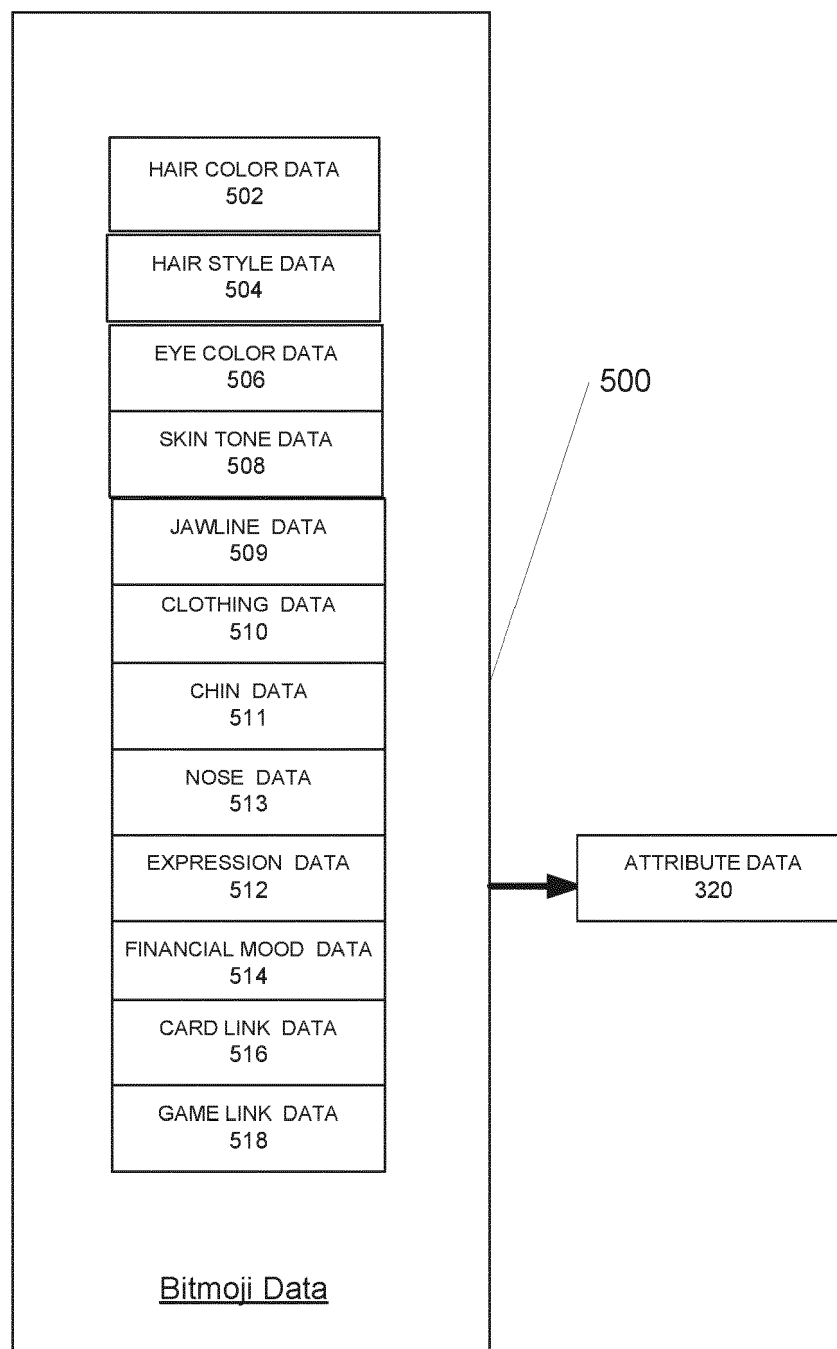 HAIR COLOR DATA
502
HAIR STYLE DATA
504
EYE COLOR DATA
506
500
SKIN TONE DATA
508
JAWLINE DATA
509
CLOTHING DATA
510
CHIN DATA
511
NOSE DATA
513
EXPRESSION DATA
512
ATTRIBUTE DATA
320
FINANCIAL MOOD DATA
514
CARD LINK DATA
516
GAME LINK DATA
518
Bitmoji Data